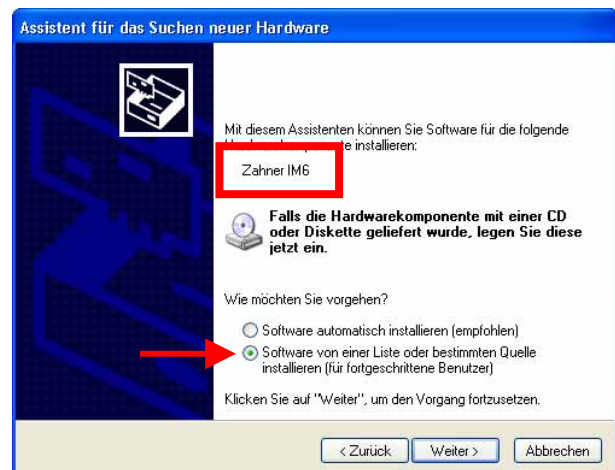 Assistent für das Suchen neuer Hardware
Mit diesem Assistenten können Sie Software für die folgende
te installieren:
Zahner IM6
Falls die Hardwarekomponente mit einer CD
oder Diskette geliefert wurde, legen Sie diese
jetzt ein.
Wie möchten Sie vorgehen?
Software automatisch installieren (empfohlen)
Software von einer Liste oder bestimmten Quelle
installieren (für fortgeschrittene Benutzer)
Klicken Sie auf "Weiter", um den Vorgang fortzusetzen.
< Zurück
Weiter >
Abbrechen